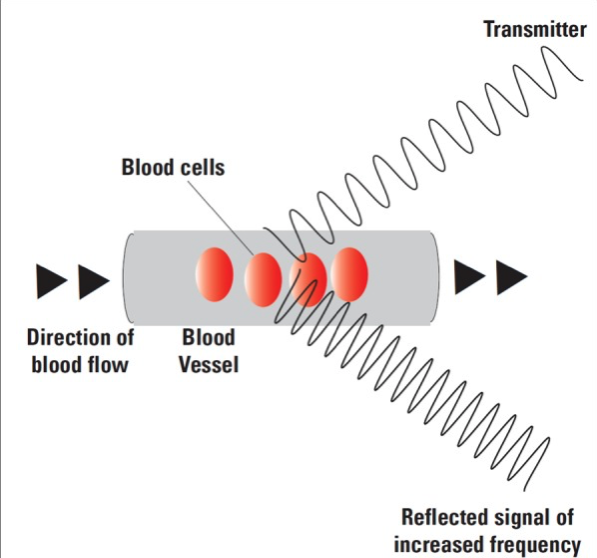 Transmitter
Blood cells
Direction of
blood flow
Blood
Vessel
Reflected signal of
increased frequency